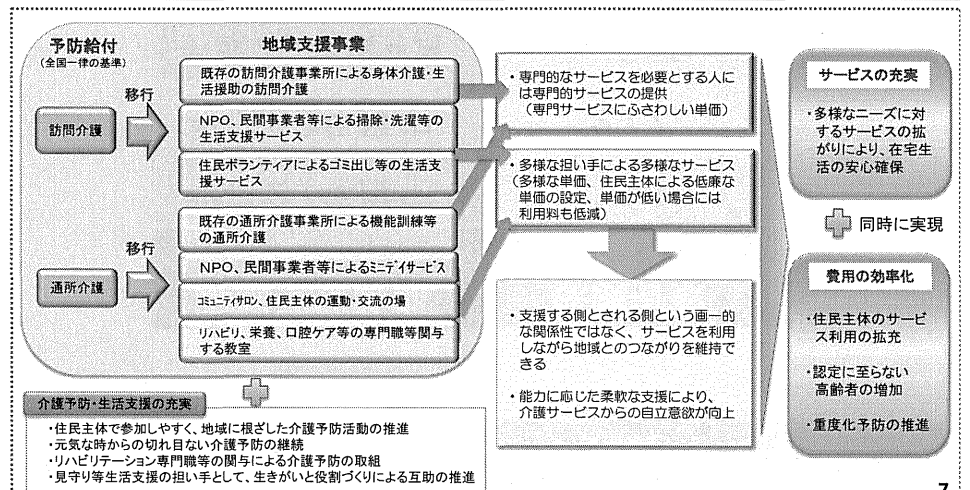 予防給付
(全国一律の基準)
地域支援事業
移行
訪問介護
既存の訪問介護事業所による身体介護・生
活援助の訪問介護
NPO、民間事業者等による掃除・洗濯等の
生活支援サービス
住民ボランティアによるゴミ出し等の生活支
援サービス
移行
通所介護
既存の通所介護事業所による機能訓練等
の通所介護
NPO、民間事業者等によるミニデイサービス
コミュニティサロン、住民主体の運動・交流の場
リハビリ、栄養、口腔ケア等の専門職等関与
する教室
介護予防・生活支援の充実
・住民主体で参加しやすく、地域に根ざした介護予防活動の推進
・元気な時からの切れ目ない介護予防の継続
・リハビリテーション専門職等の関与による介護予防の取組
・見守り等生活支援の担い手として、生きがいと役割づくりによる互助の推進
・専門的なサービスを必要とする人に
は専門的サービスの提供
(専門サービスにふさわしい単価)
・多様な担い手による多様なサービス
(多様な単価、住民主体による低廉な
単価の設定、単価が低い場合には
利用料も低減)
・支援する側とされる側という画一的
な関係性ではなく、サービスを利用
しながら地域とのつながりを維持で
きる
・能力に応じた柔軟な支援により、
介護サービスからの自立意欲が向上
サービスの充実
・多様なニーズに対
するサービスの拡
がりにより、在宅生
活の安心確保
同時に実現
費用の効率化
・住民主体のサービ
ス利用の拡充
・認定に至らない
高齢者の増加
・重度化予防の推進
7